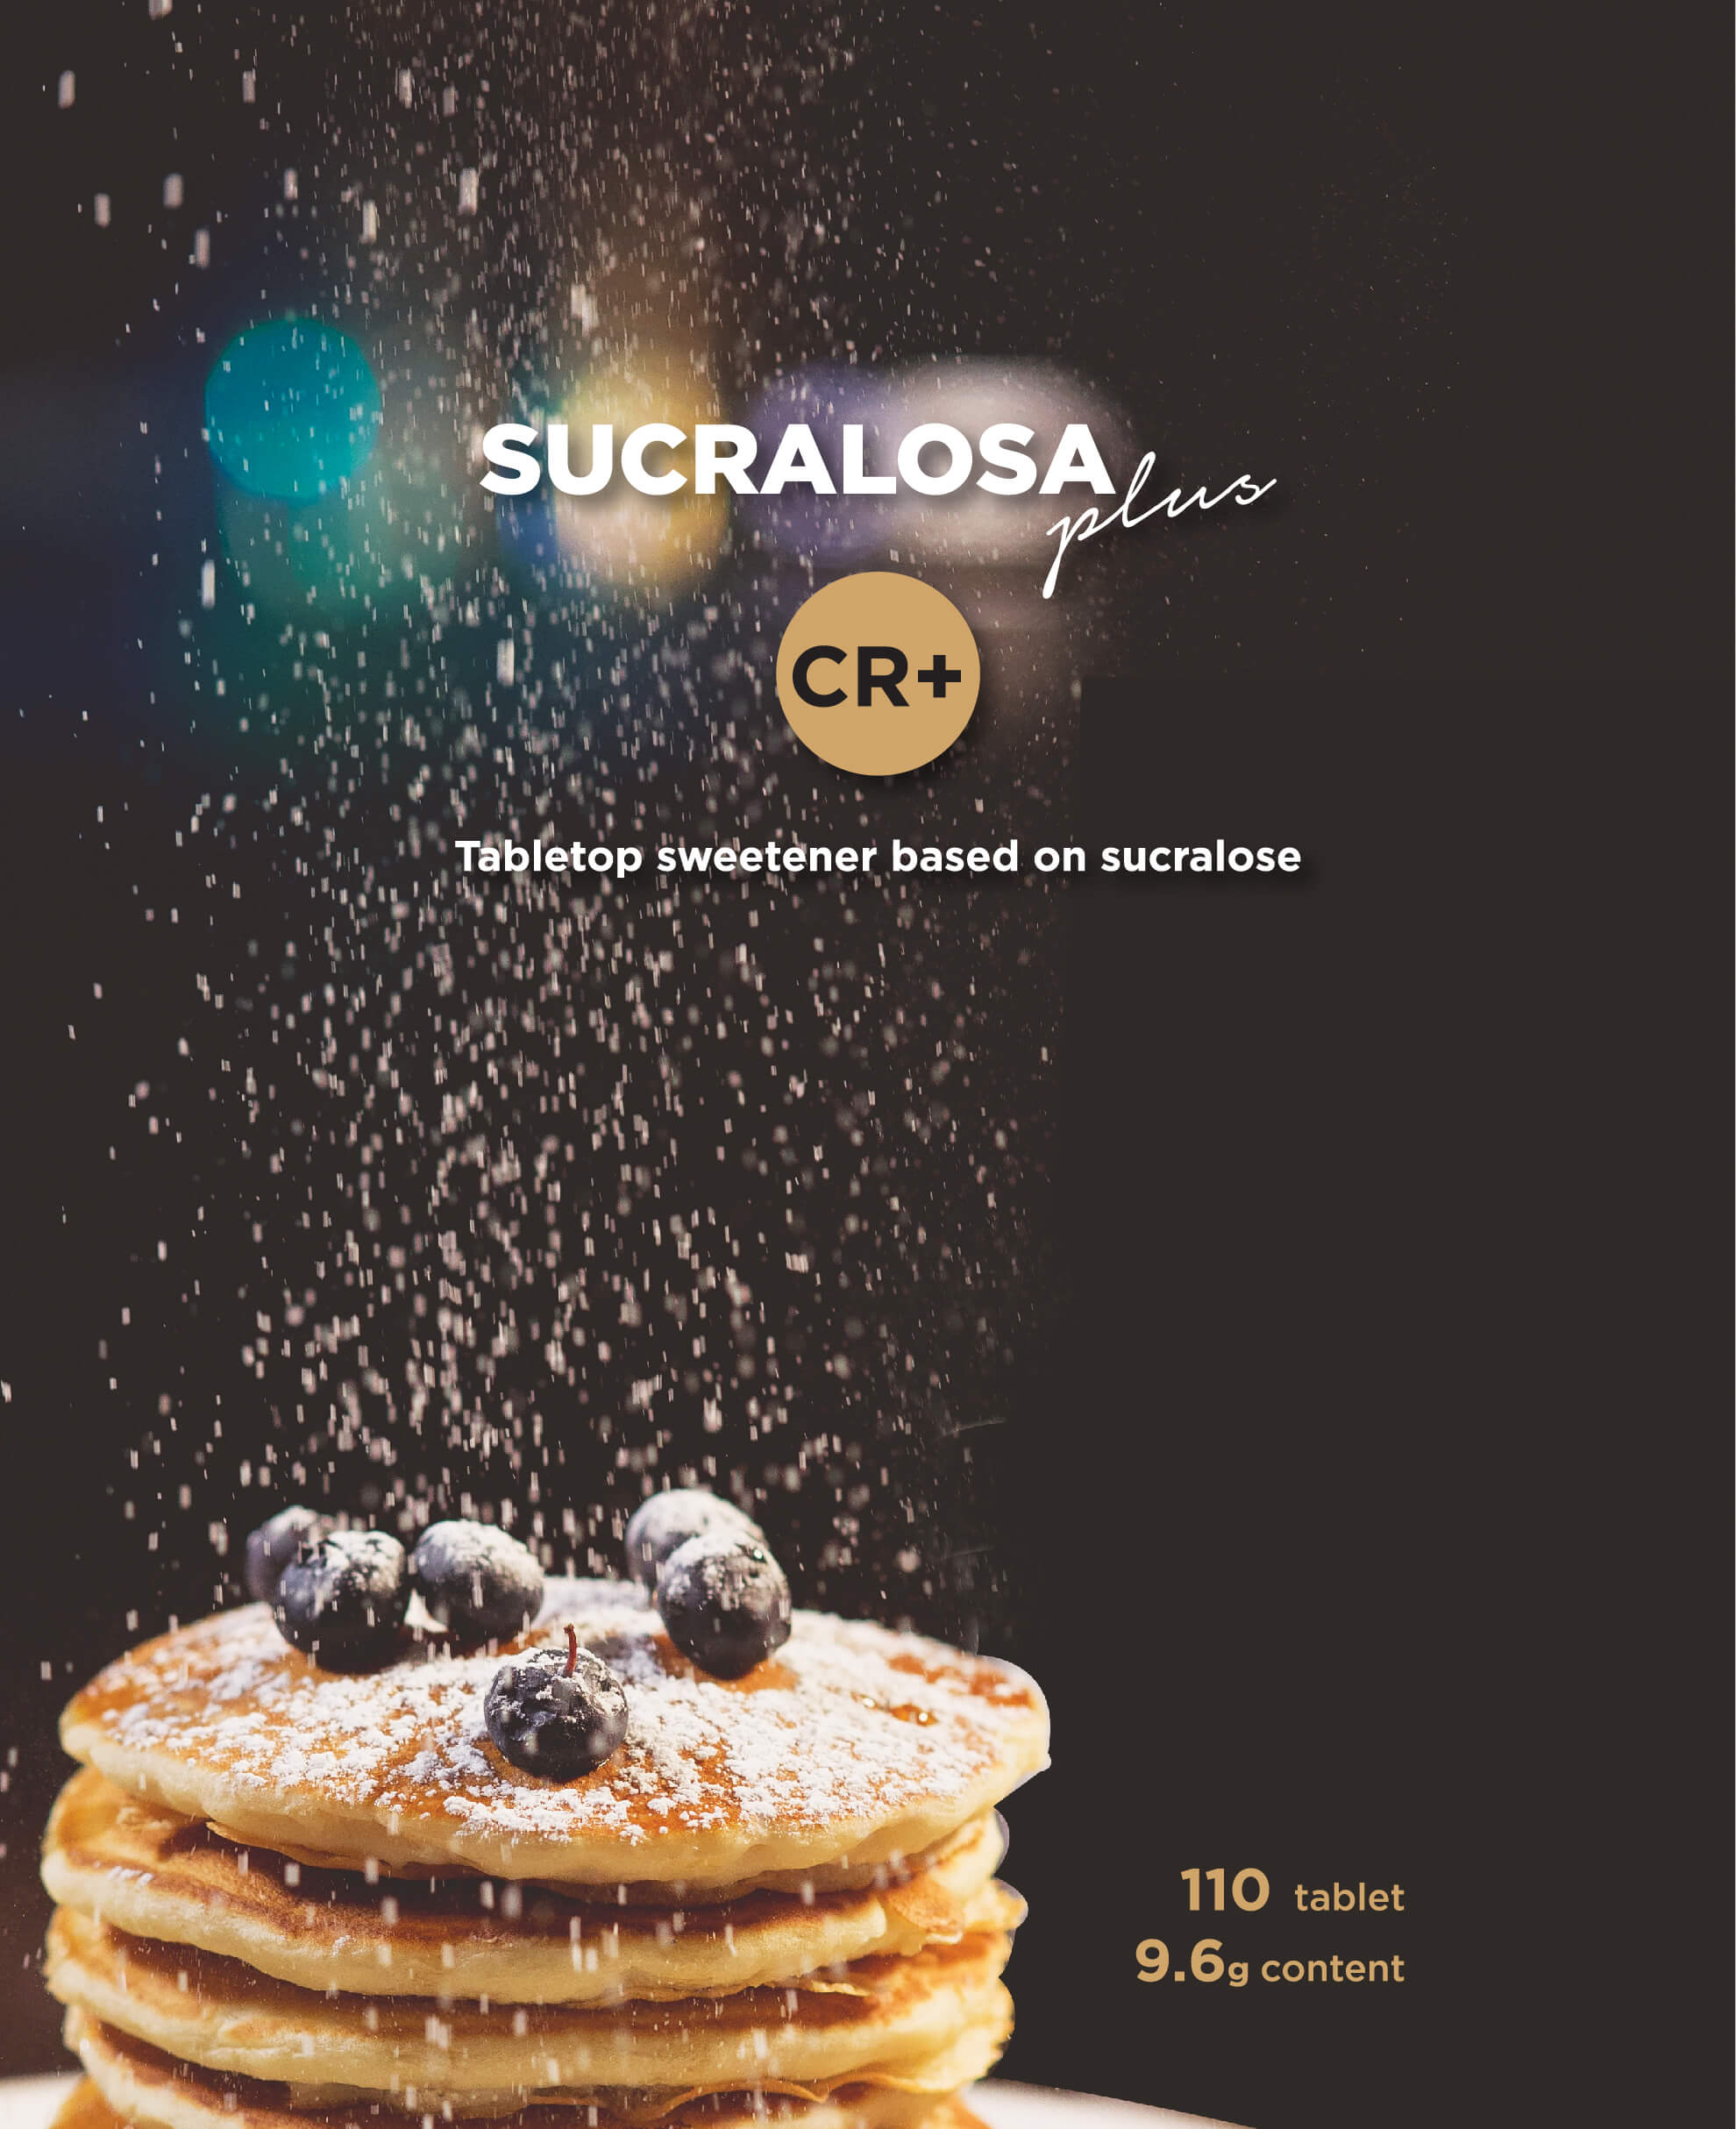 SUCRALOSA plus
CR+
Tabletop sweetener based on sucralose
110 tablet
9.6g content